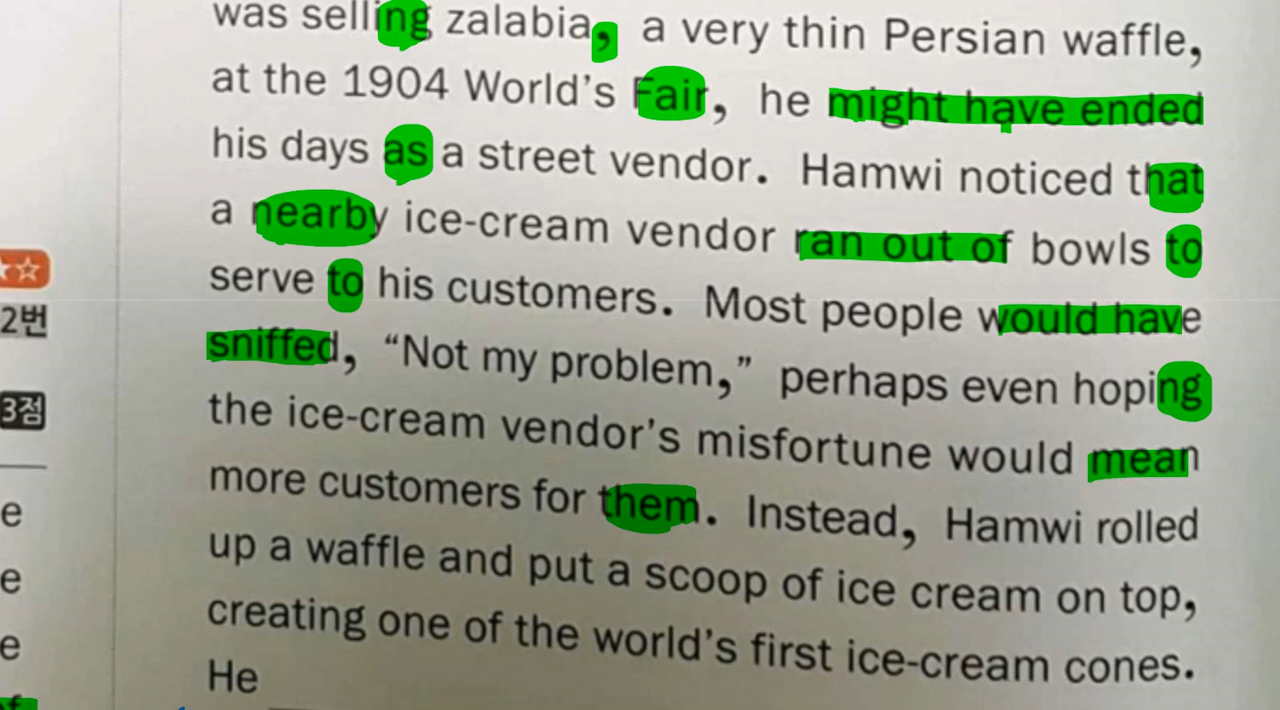 was selling zalabia, a very thin Persian waffle,
at the 1904 World's Fair, he might have ended
his days as a street vendor. Hamwi noticed that
a nearby ice-cream vendor ran out of bowls to
serve to his customers. Most people would have
sniffed, “Not my problem,” perhaps even hoping
the ice-cream vendor's misfortune would mean
more customers for them. Instead, Hamwi rolled
up a waffle and put a scoop of ice cream on top,
creating one of the world's first ice-cream cones.
He
★☆
2번
3점
e
e
e
f